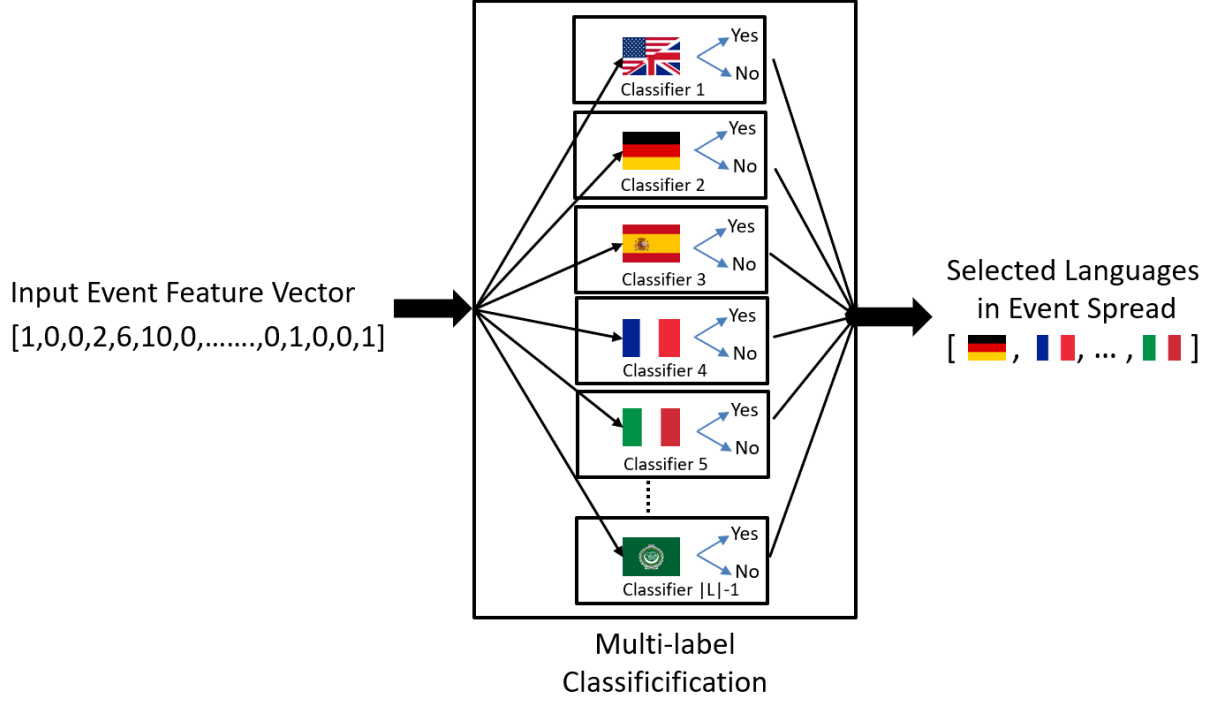 Yes
No
Classifier 1
Yes
No
Classifier 2
Yes
No
Classifier 3
Yes
No
Classifier 4
Yes
No
Classifier 5
Yes
No
Classifier |L|-1
Input Event Feature Vector
[1,0,0,2,6,10,0,.......,0,1,0,0,1]
Selected Languages
in Event Spread
[ , , ... , ]
Multi-label
Classificification